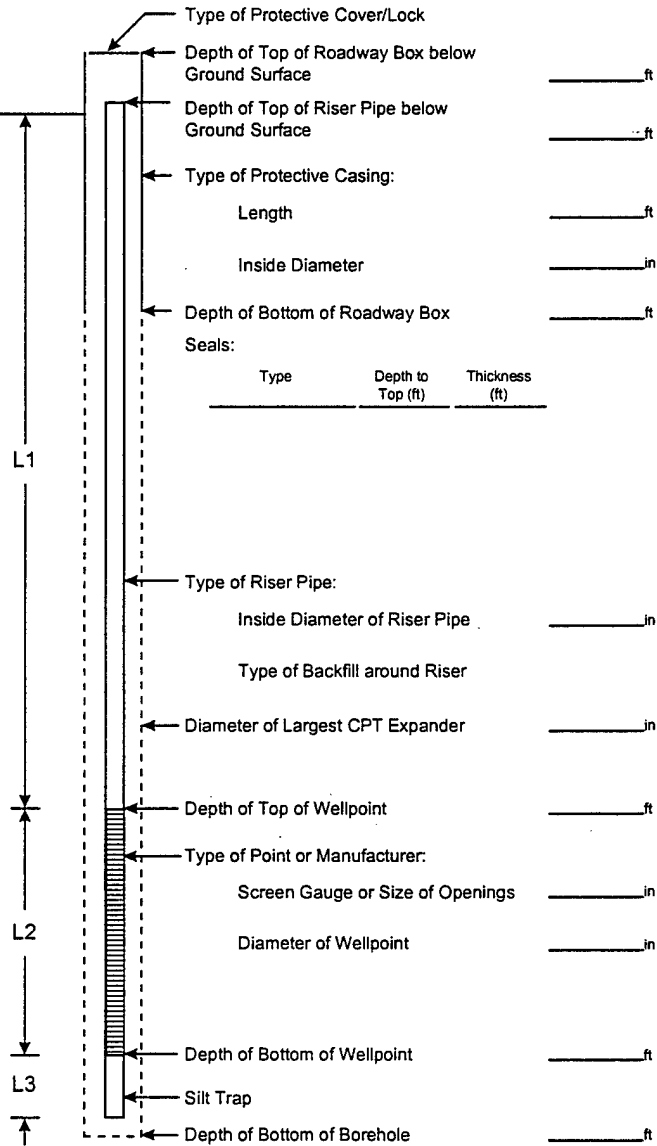 Type of Protective Cover/Lock
Depth of Top of Roadway Box below
Ground Surface ft
Depth of Top of Riser Pipe below
Ground Surface ft
Type of Protective Casing:
Length ft
Inside Diameter in
Depth of Bottom of Roadway Box ft
Seals:
Type Depth to Thickness
Top (ft) (ft)
L1
Type of Riser Pipe:
Inside Diameter of Riser Pipe in
Type of Backfill around Riser
Diameter of Largest CPT Expander in
Depth of Top of Wellpoint ft
Type of Point or Manufacturer:
Screen Gauge or Size of Openings in
L2
Diameter of Wellpoint in
Depth of Bottom of Wellpoint ft
L3
Silt Trap
Depth of Bottom of Borehole ft